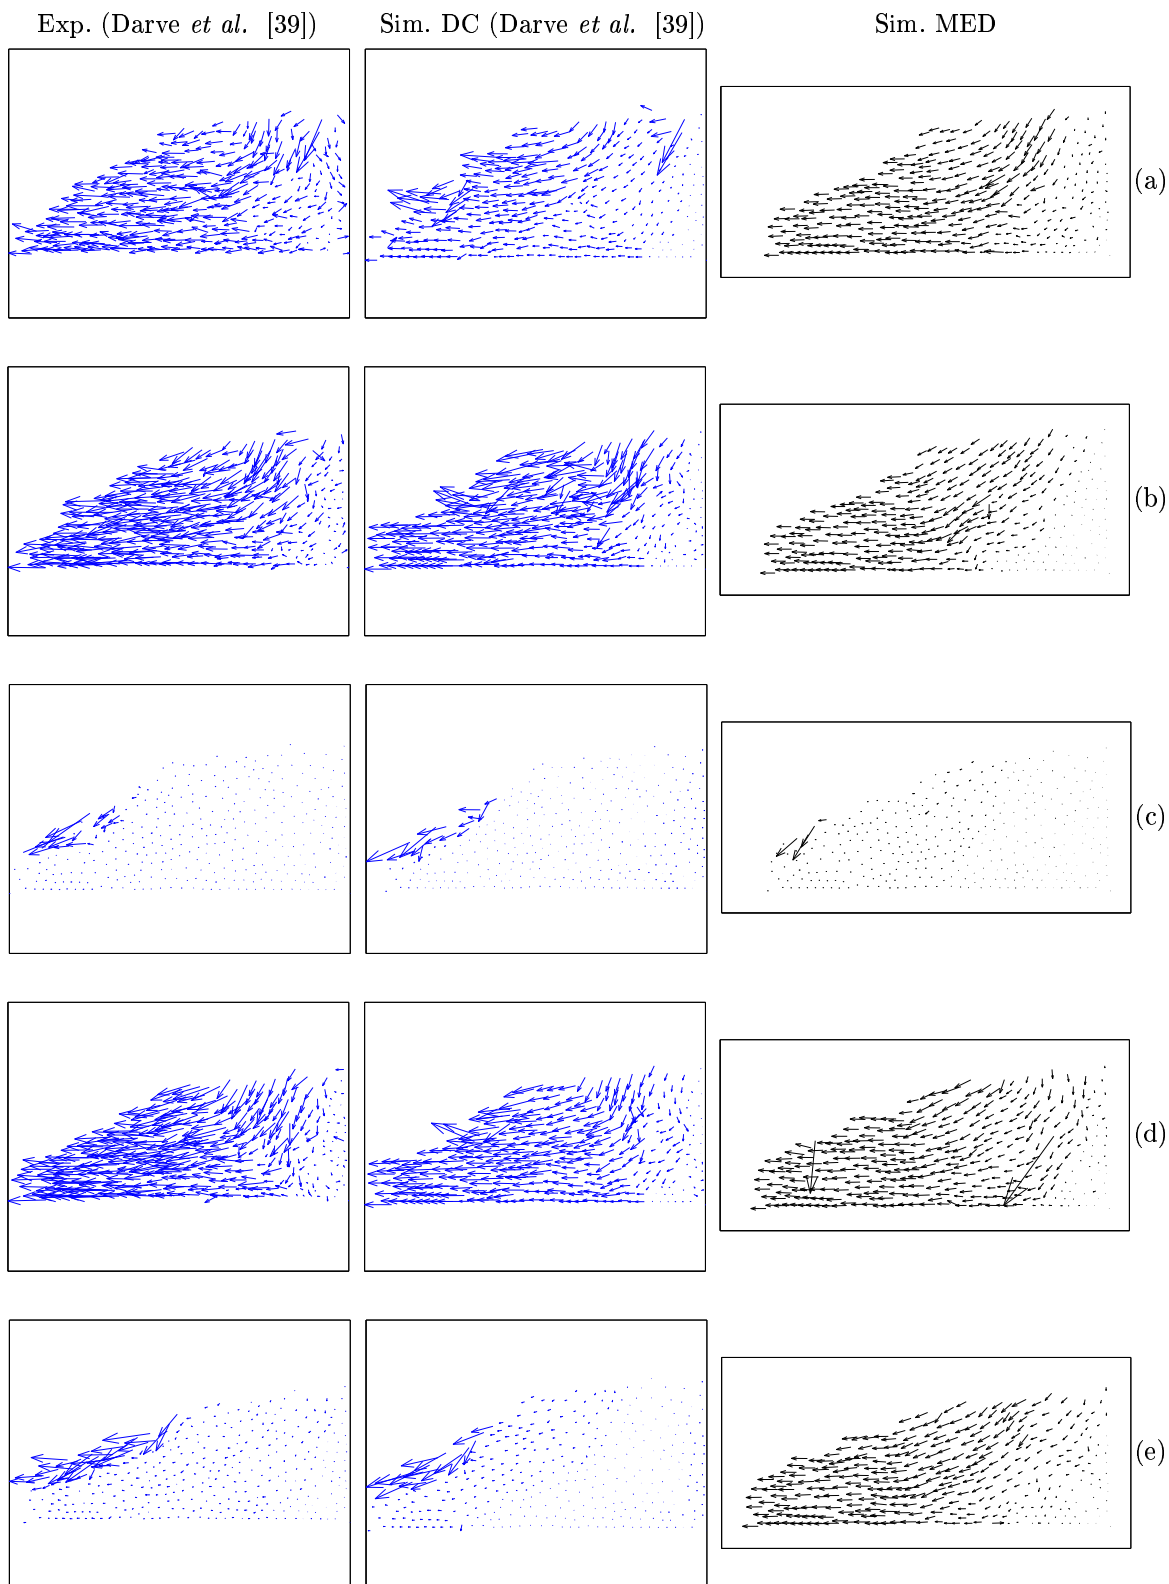 Exp. (Darve et al. [39])
Sim. DC (Darve et al. [39])
Sim. MED
(a)
(b)
(c)
(d)
(e)